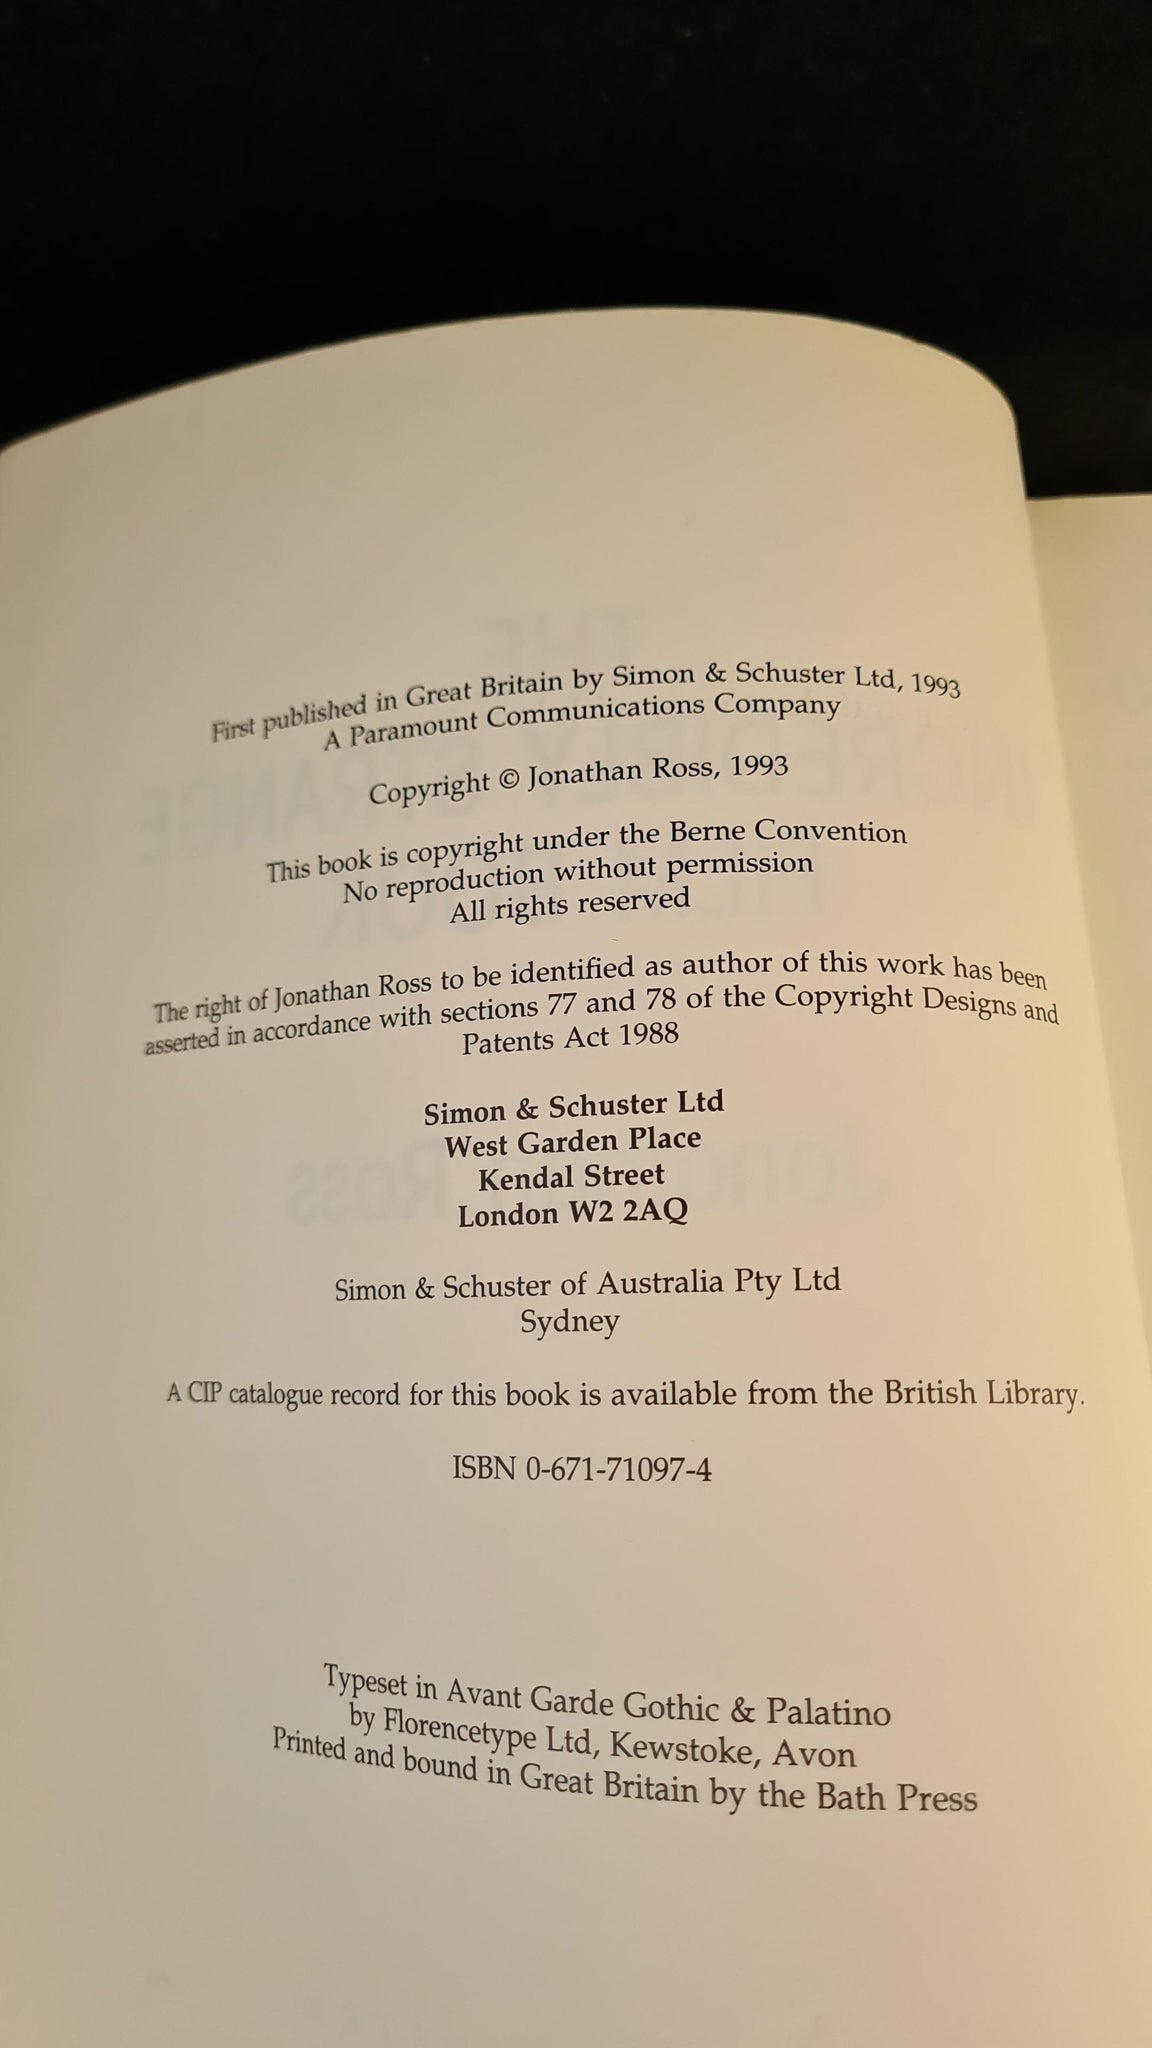 First published in Great Britain by Simon & Schuster Ltd, 1993
A Paramount Communications Company
Copyright © Jonathan Ross, 1993
This book is copyright under the Berne Convention
No reproduction without permission
All rights reserved
The right of Jonathan Ross to be identified as author of this work has been
asserted in accordance with sections 77 and 78 of the Copyright Designs and
Patents Act 1988
Simon & Schuster Ltd
West Garden Place
Kendal Street
London W2 2AQ
Simon & Schuster of Australia Pty Ltd
Sydney
A CIP catalogue record for this book is available from the British Library.
ISBN 0-671-71097-4
Typeset in Avant Garde Gothic & Palatino
by Florencetype Ltd, Kewstoke, Avon
Printed and bound in Great Britain by the Bath Press